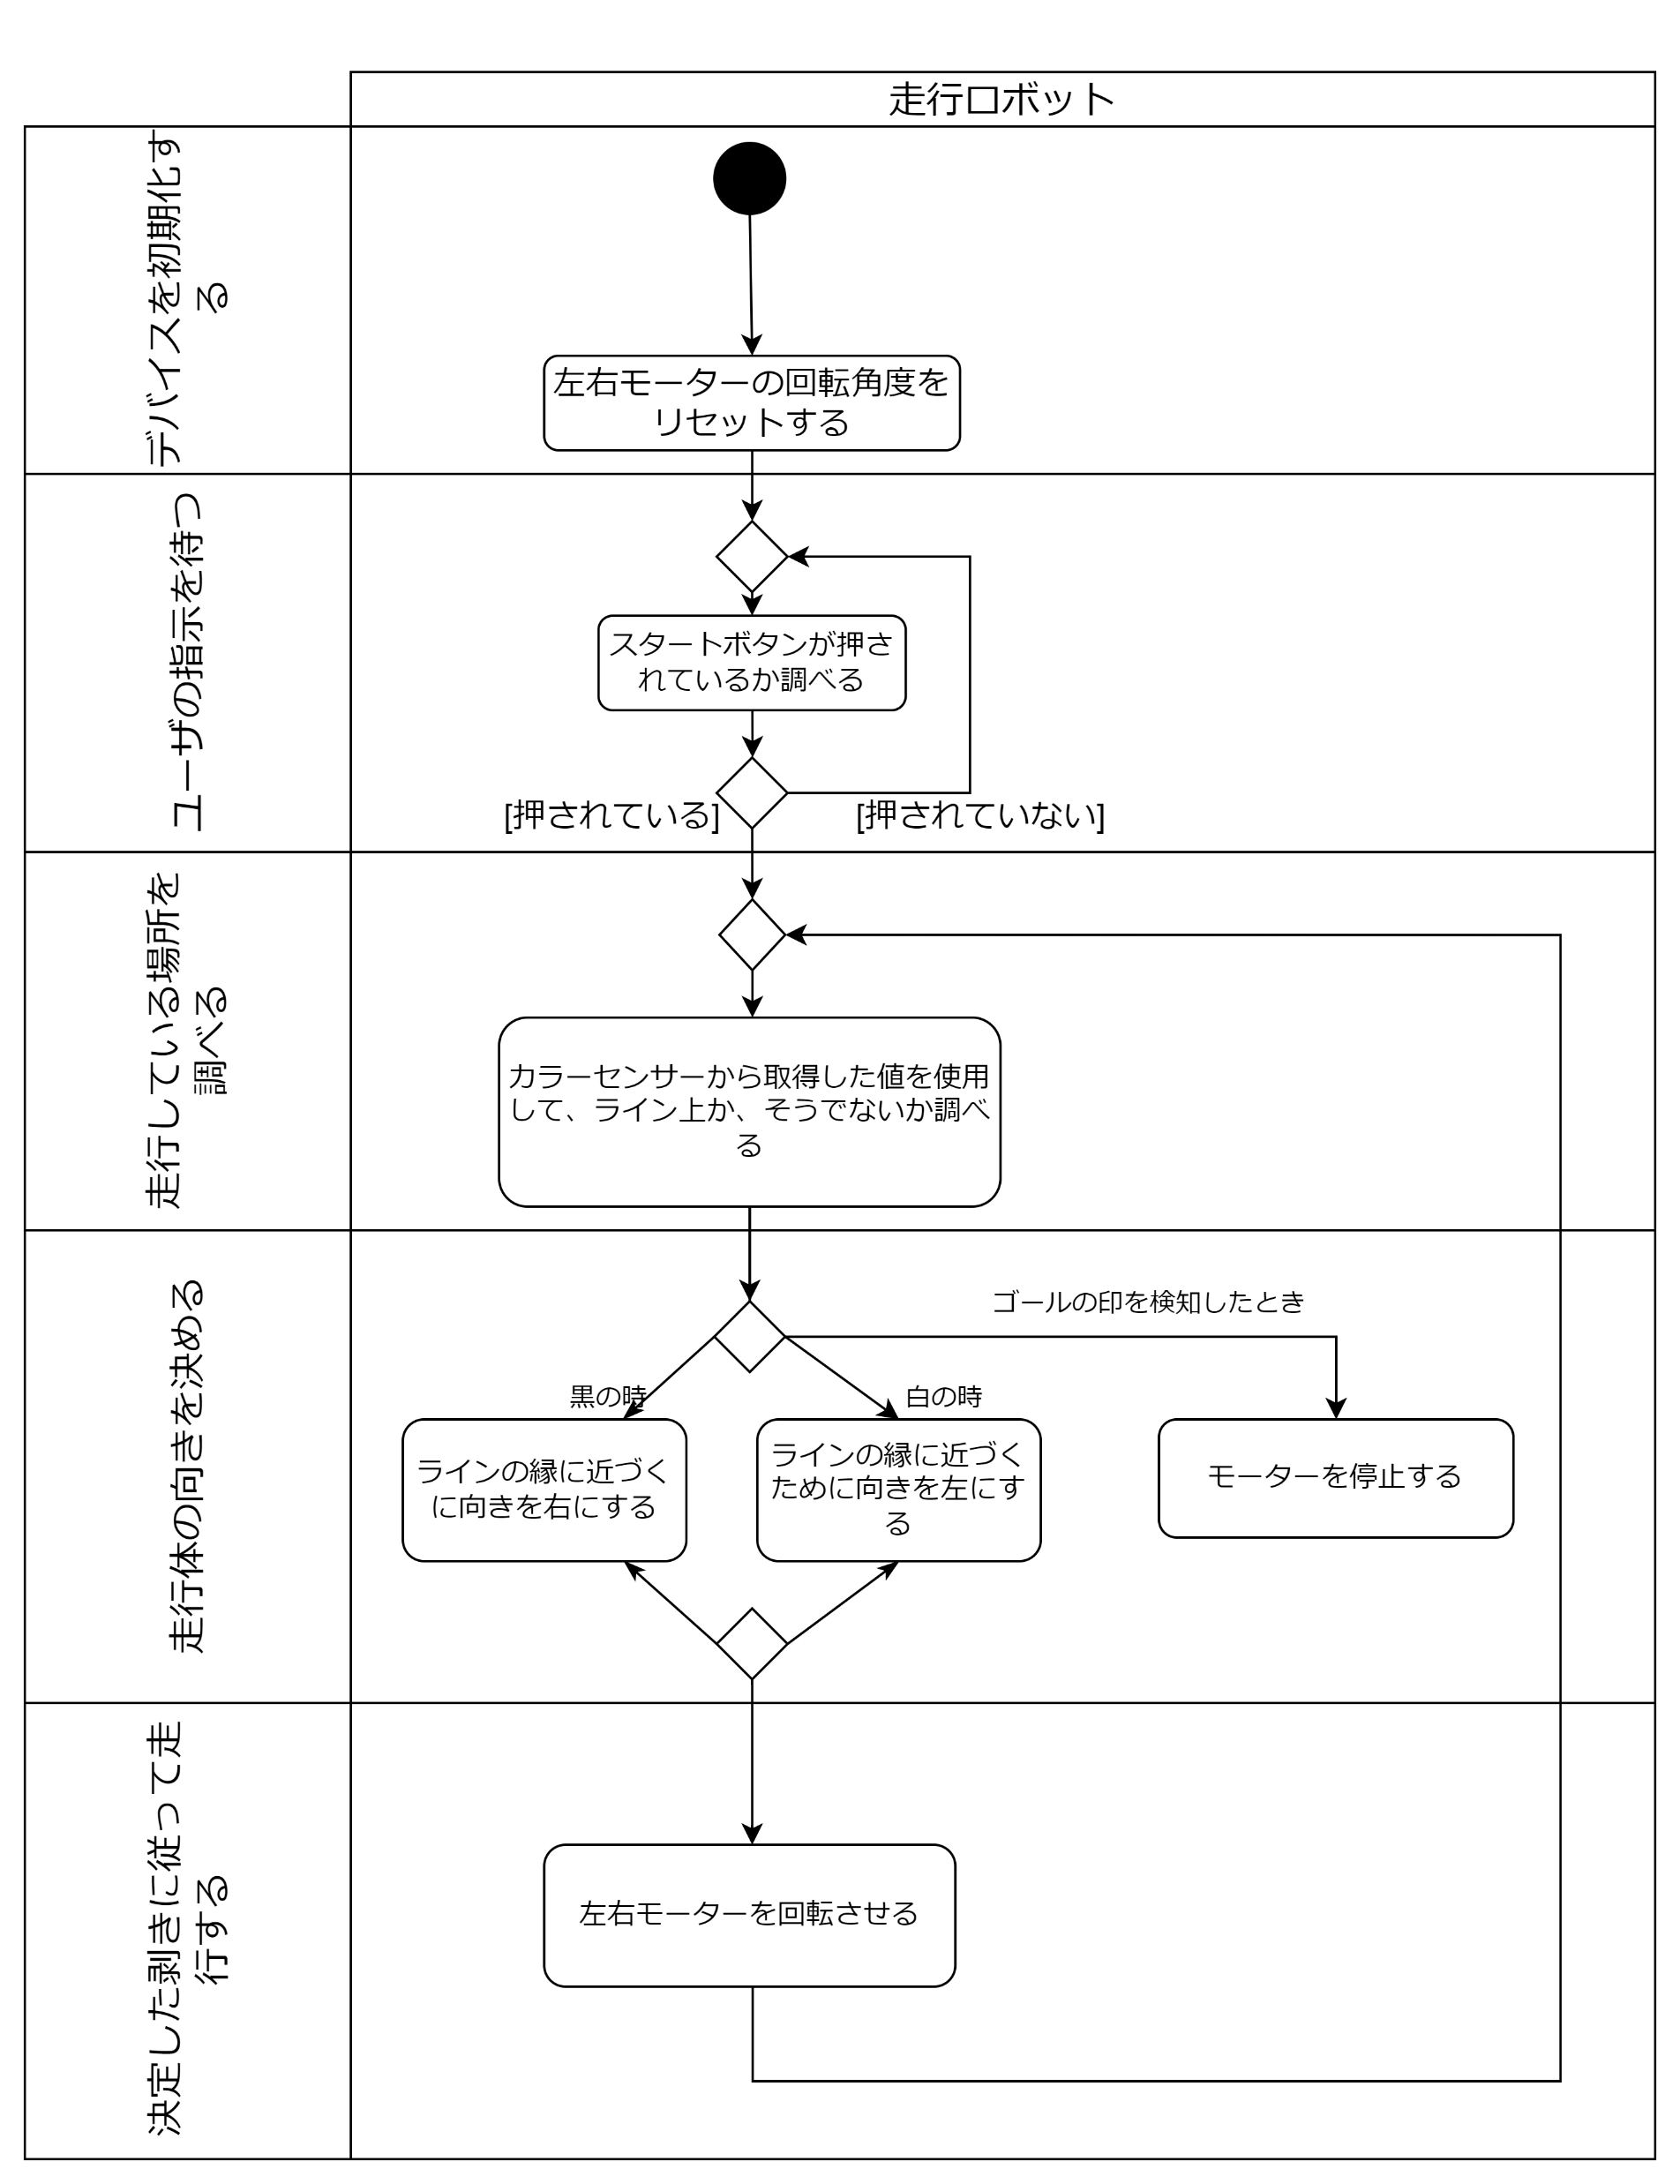 走行ロボット
デバイスを初期化す
る
左右モーターの回転角度を
リセットする
ユーザの指示を待つ
スタートボタンが押さ
れているか調べる
[押されている]
[押されていない]
走行している場所を
調べる
カラーセンサーから取得した値を使用
して、ライン上か、そうでないか調べ
る
走行体の向きを決める
ゴールの印を検知したとき
黒の時
白の時
ラインの縁に近づく
に向きを右にする
ラインの縁に近づく
ために向きを左にす
る
モーターを停止する
決定した剥きに従って走
行する
左右モーターを回転させる